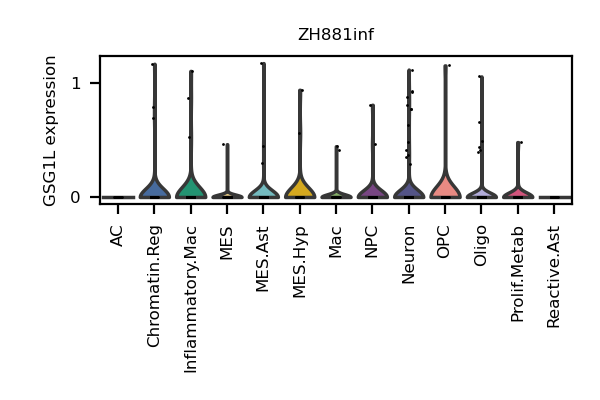 ZH881inf
GSG1L expression
1
0
AC
Chromatin.Reg
Inflammatory.Mac
MES
MES.Ast
MES.Hyp
Mac
NPC
Neuron
OPC
Oligo
Prolif.Metab
Reactive.Ast